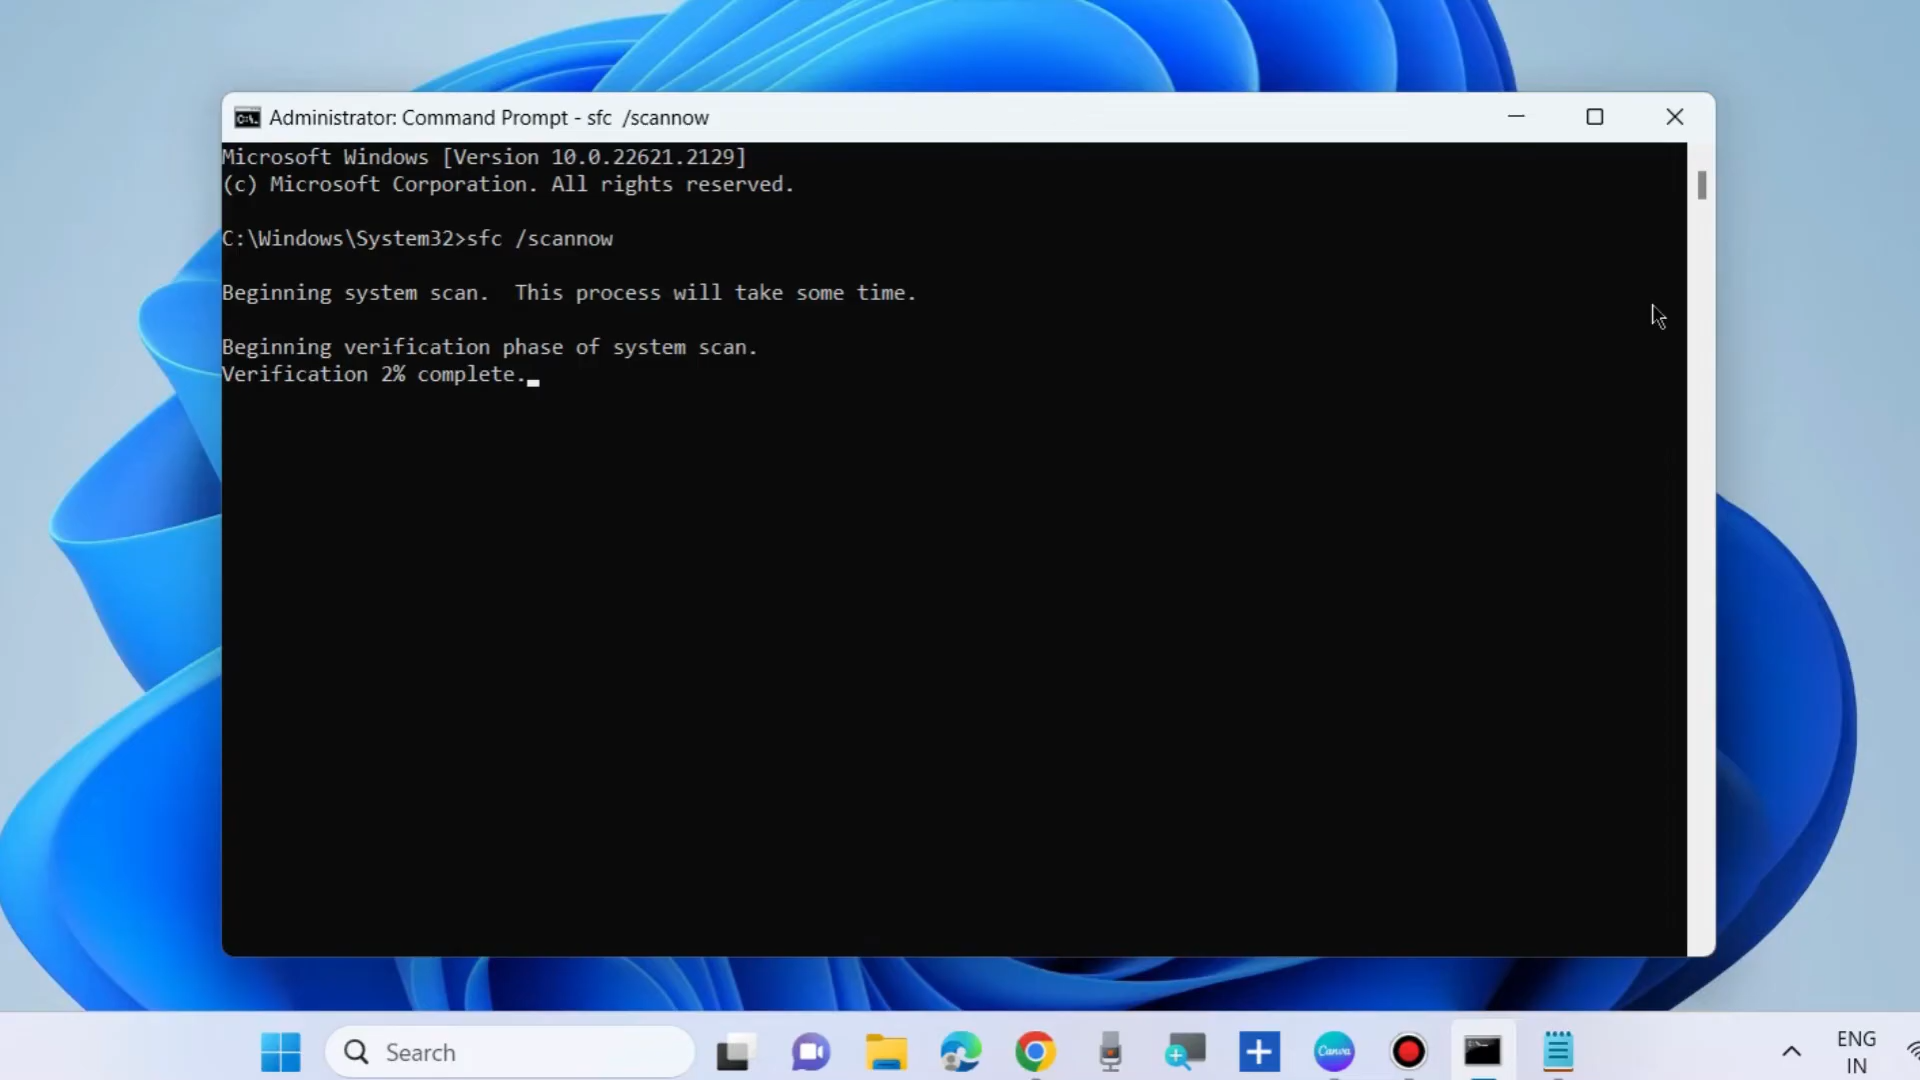 Administrator: Command Prompt - sfc  /scannow
Microsoft Windows [Version 10.0.22621.2129]
(c) Microsoft Corporation. All rights reserved.
C:\Windows\System32>sfc /scannow
Beginning system scan.  This process will take some time.
Beginning verification phase of system scan.
Verification 2% complete.
Search
Canva
ENG
IN